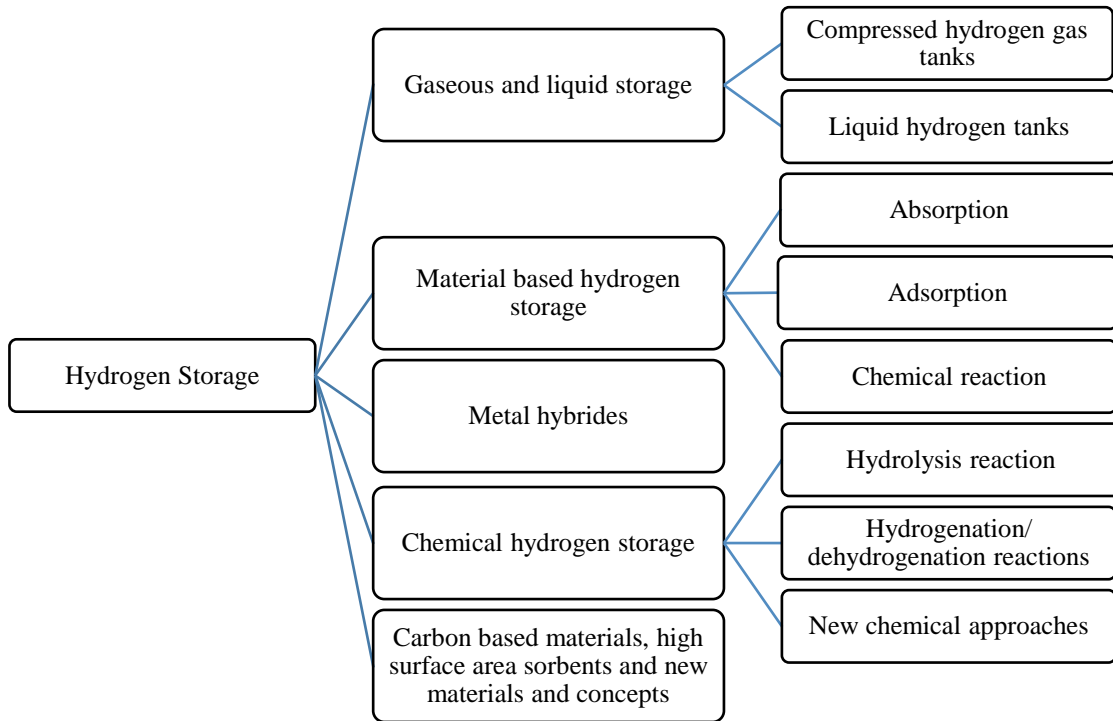 Hydrogen Storage
Gaseous and liquid storage
Compressed hydrogen gas
tanks
Liquid hydrogen tanks
Material based hydrogen
storage
Absorption
Adsorption
Chemical reaction
Metal hybrides
Chemical hydrogen storage
Hydrolysis reaction
Hydrogenation/
dehydrogenation reactions
New chemical approaches
Carbon based materials, high
surface area sorbents and new
materials and concepts